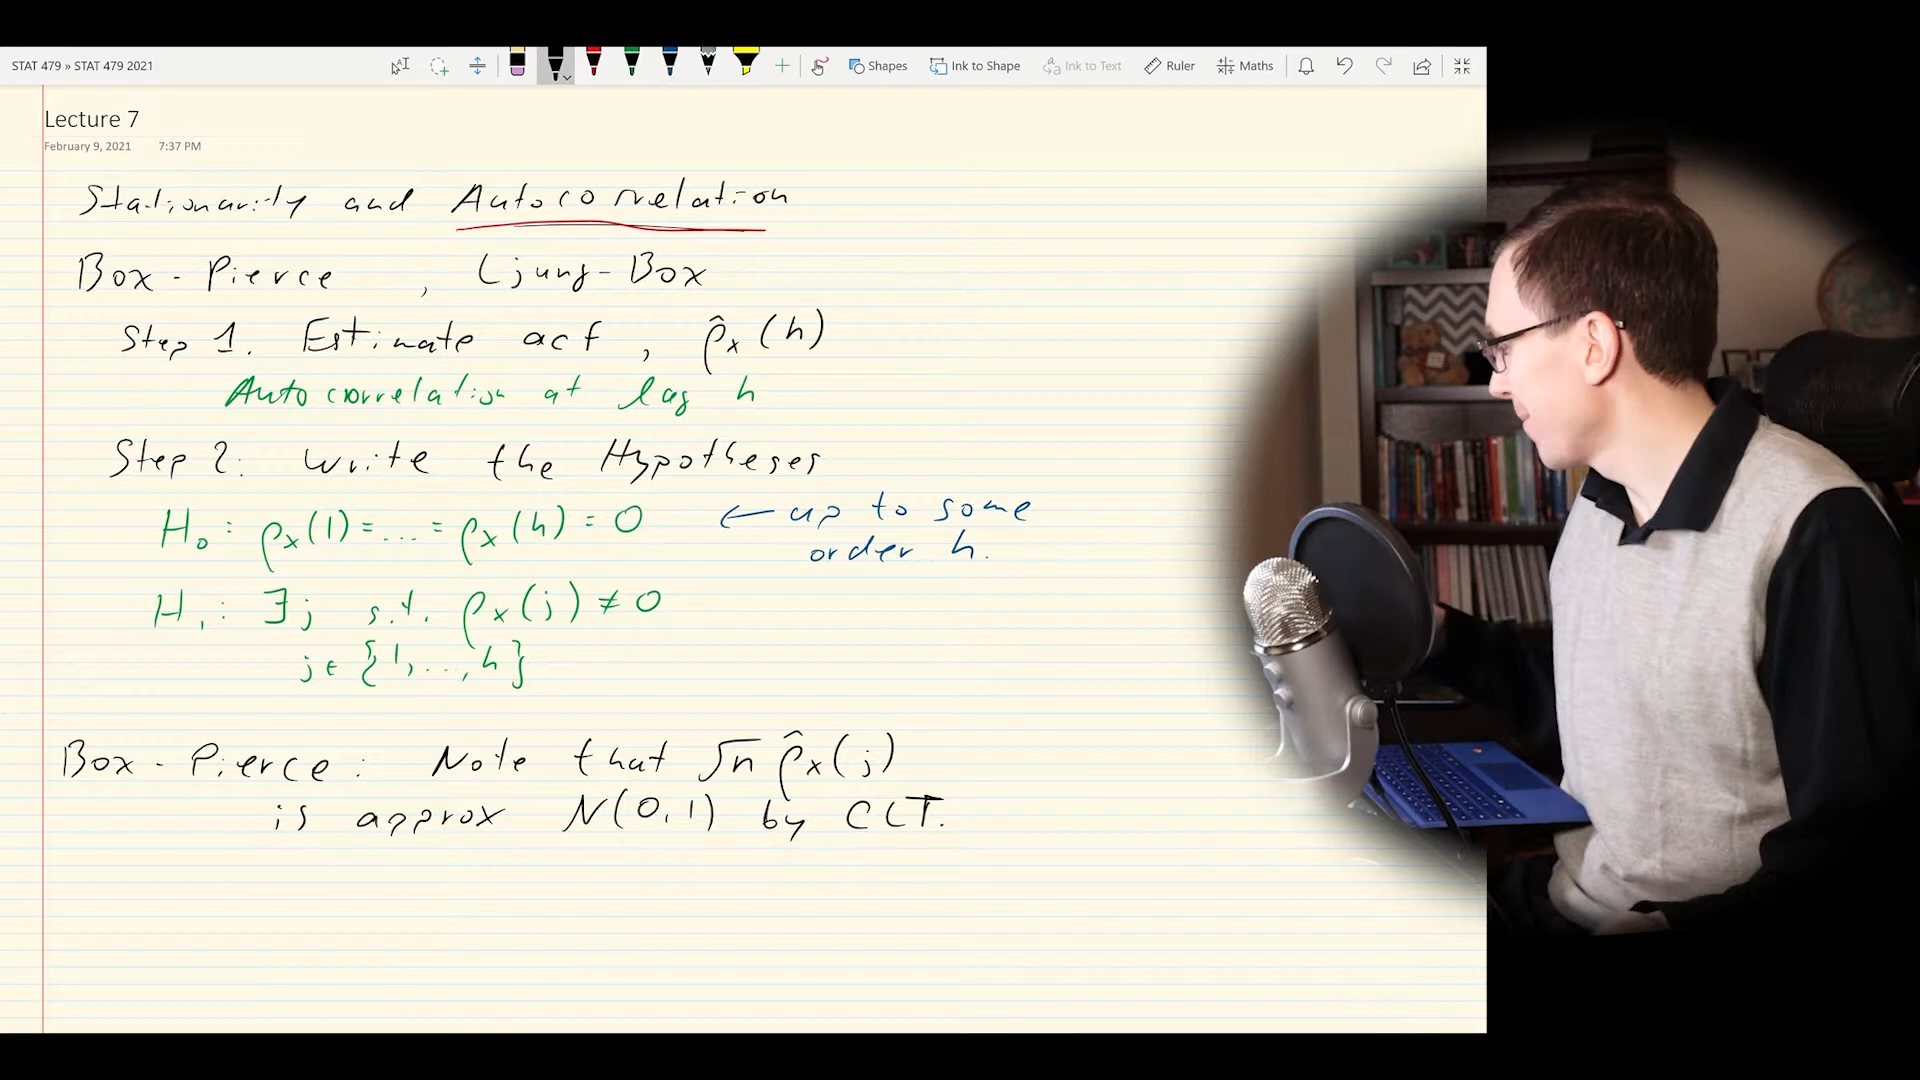 STAT 479 » STAT 479 2021
Shapes Ink to Shape Ink to Text Ruler Maths
Lecture 7
February 9, 2021 7:37 PM
Stationarity and Autocorrelation
Box-Pierce , Ljung-Box
Step 1. Estimate acf , ρ̂ₓ(h)
Autocorrelation at lag h
Step 2: Write the Hypotheses
H₀ : ρₓ(1) = ... = ρₓ(h) = 0 ← up to some
order h.
H₁ : ∃ j s.t. ρₓ(j) ≠ 0
j ∈ {1, ..., h}
Box-Pierce : Note that √n ρ̂ₓ(j)
is approx N(0,1) by CLT.